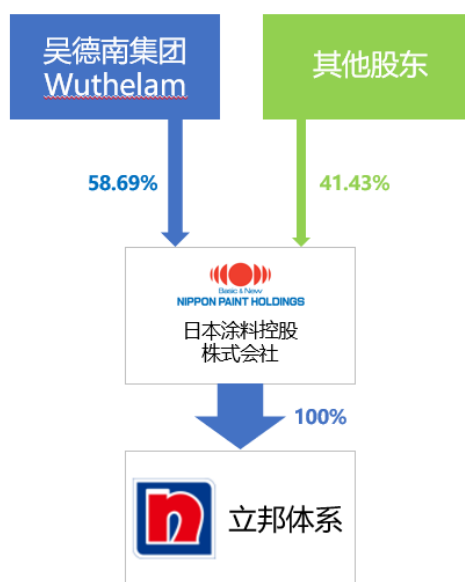 吴德南集团
Wuthelam
其他股东
58.69%
41.43%
Basic & New
NIPPON PAINT HOLDINGS
日本涂料控股
株式会社
100%
n
立邦体系